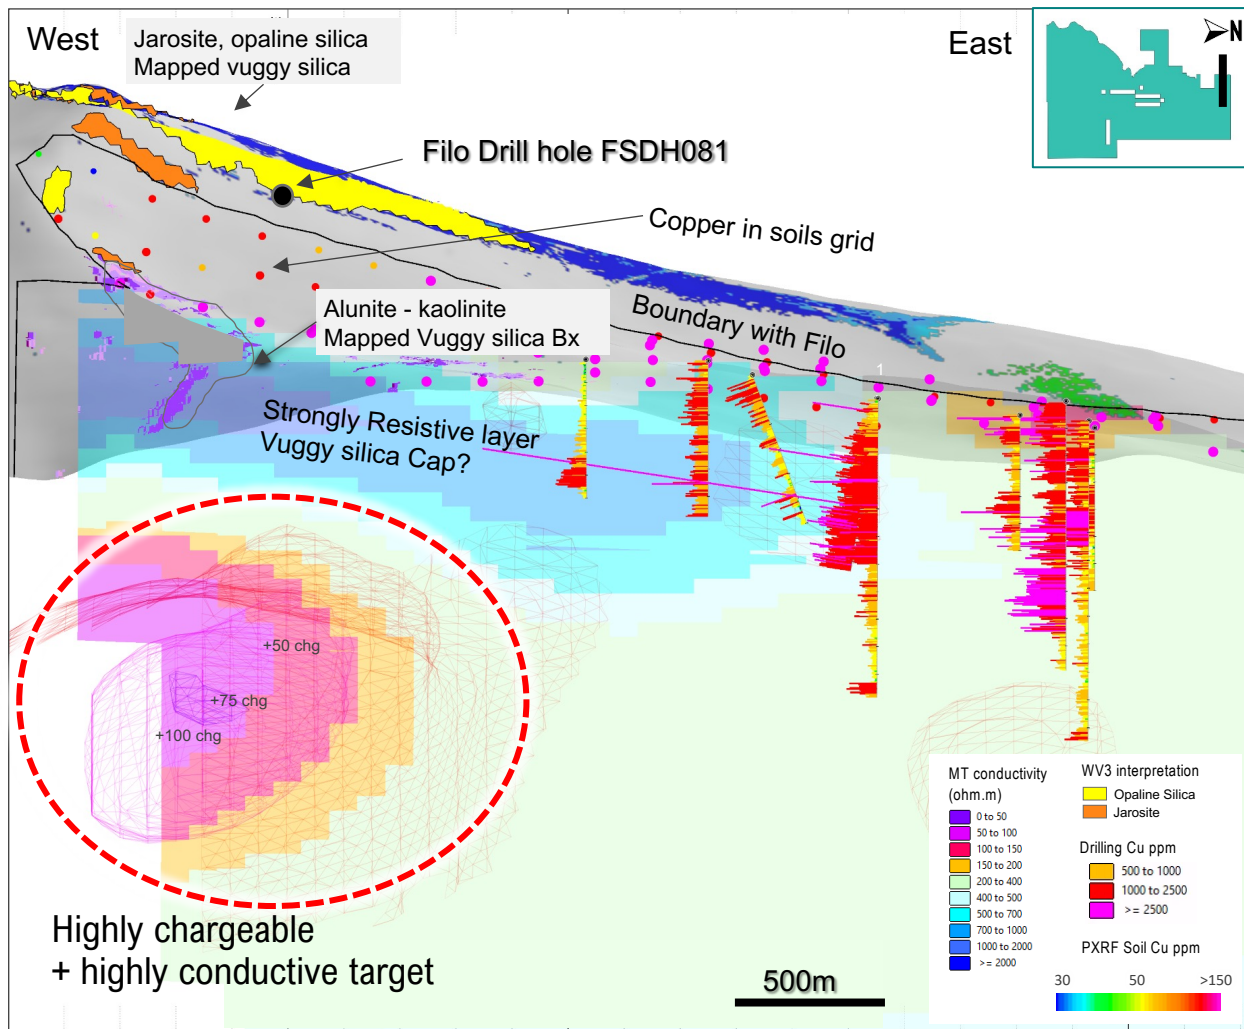 West
Jarosite, opaline silica
Mapped vuggy silica
East
N
Filo Drill hole FSDH081
Copper in soils grid
Alunite - kaolinite
Mapped Vuggy silica Bx
Boundary with Filo
1
Strongly Resistive layer
Vuggy silica Cap?
+50 chg
+75 chg
+100 chg
Highly chargeable
+ highly conductive target
500m
MT conductivity
(ohm.m)
0 to 50
50 to 100
100 to 150
150 to 200
200 to 400
400 to 500
500 to 700
700 to 1000
1000 to 2000
>= 2000
WV3 interpretation
Opaline Silica
Jarosite
Drilling Cu ppm
500 to 1000
1000 to 2500
>= 2500
PXRF Soil Cu ppm
30 50 >150